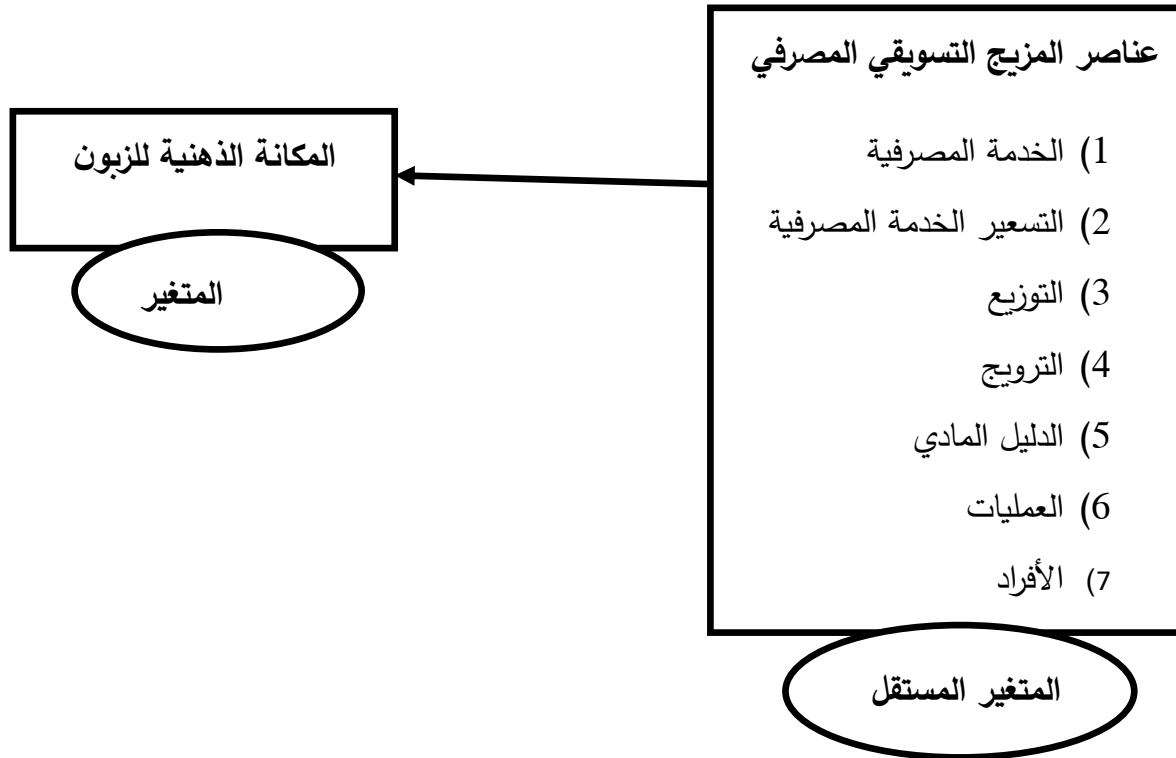 عناصر المزيج التسويقي المصرفي
1) الخدمة المصرفية
2) التسعير الخدمة المصرفية
3) التوزيع
4) الترويج
5) الدليل المادي
6) العمليات
7) الأفراد
المتغير المستقل
المكانة الذهنية للزبون
المتغير